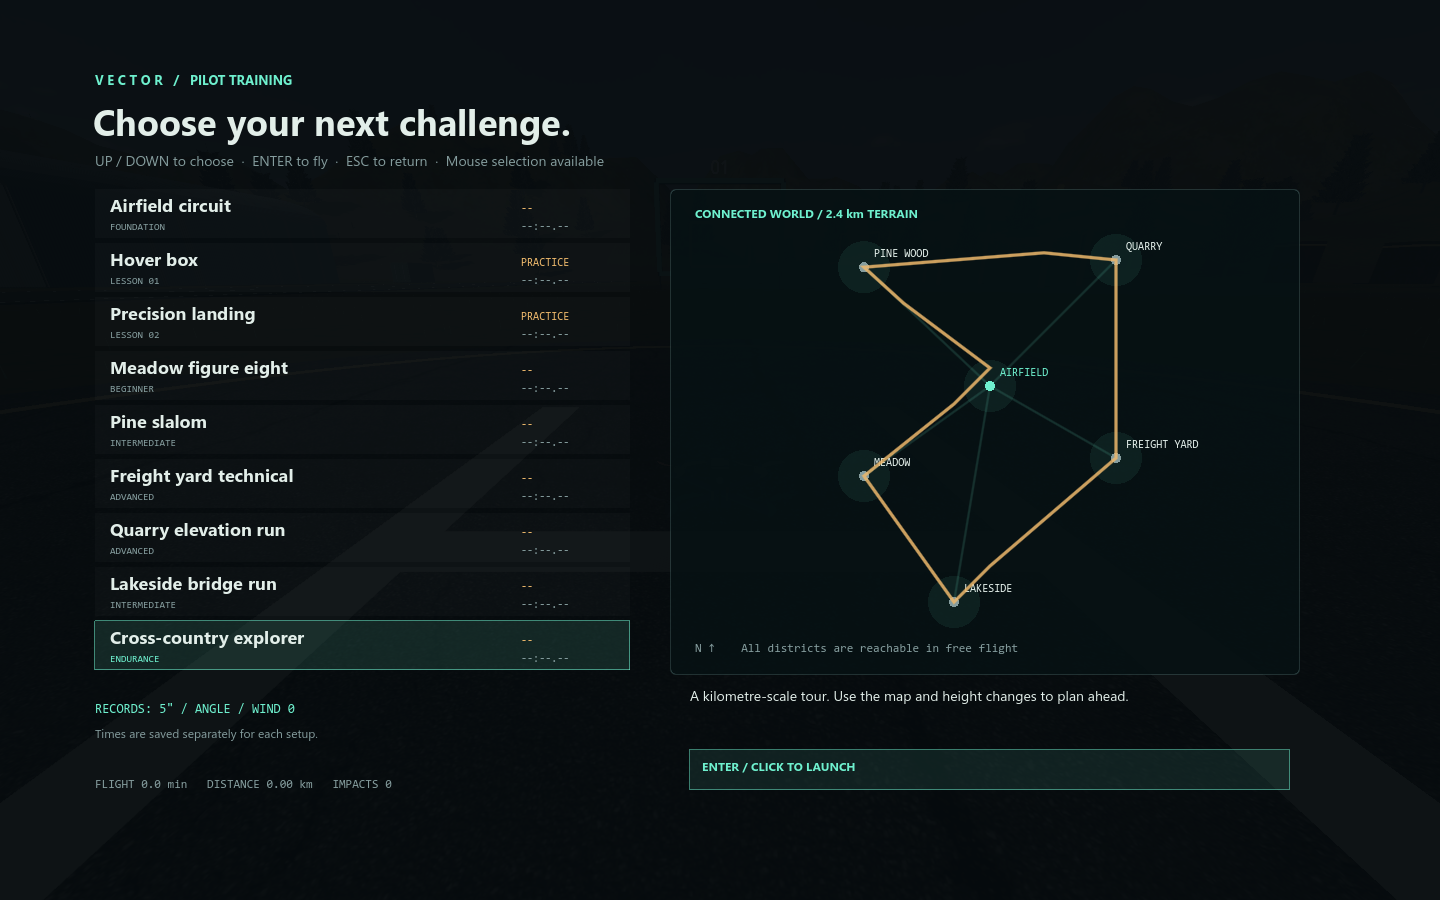 VECTOR / PILOT TRAINING
Choose your next challenge.
UP / DOWN to choose · ENTER to fly · ESC to return · Mouse selection available
Airfield circuit --
FOUNDATION --:--.--
Hover box PRACTICE
LESSON 01 --:--.--
Precision landing PRACTICE
LESSON 02 --:--.--
Meadow figure eight --
BEGINNER --:--.--
Pine slalom --
INTERMEDIATE --:--.--
Freight yard technical --
ADVANCED --:--.--
Quarry elevation run --
ADVANCED --:--.--
Lakeside bridge run --
INTERMEDIATE --:--.--
Cross-country explorer --
ENDURANCE --:--.--
RECORDS: 5" / ANGLE / WIND 0
Times are saved separately for each setup.
FLIGHT 0.0 min DISTANCE 0.00 km IMPACTS 0
CONNECTED WORLD / 2.4 km TERRAIN
QUARRY
PINE WOOD
AIRFIELD
FREIGHT YARD
MEADOW
LAKESIDE
N ↑ All districts are reachable in free flight
A kilometre-scale tour. Use the map and height changes to plan ahead.
ENTER / CLICK TO LAUNCH